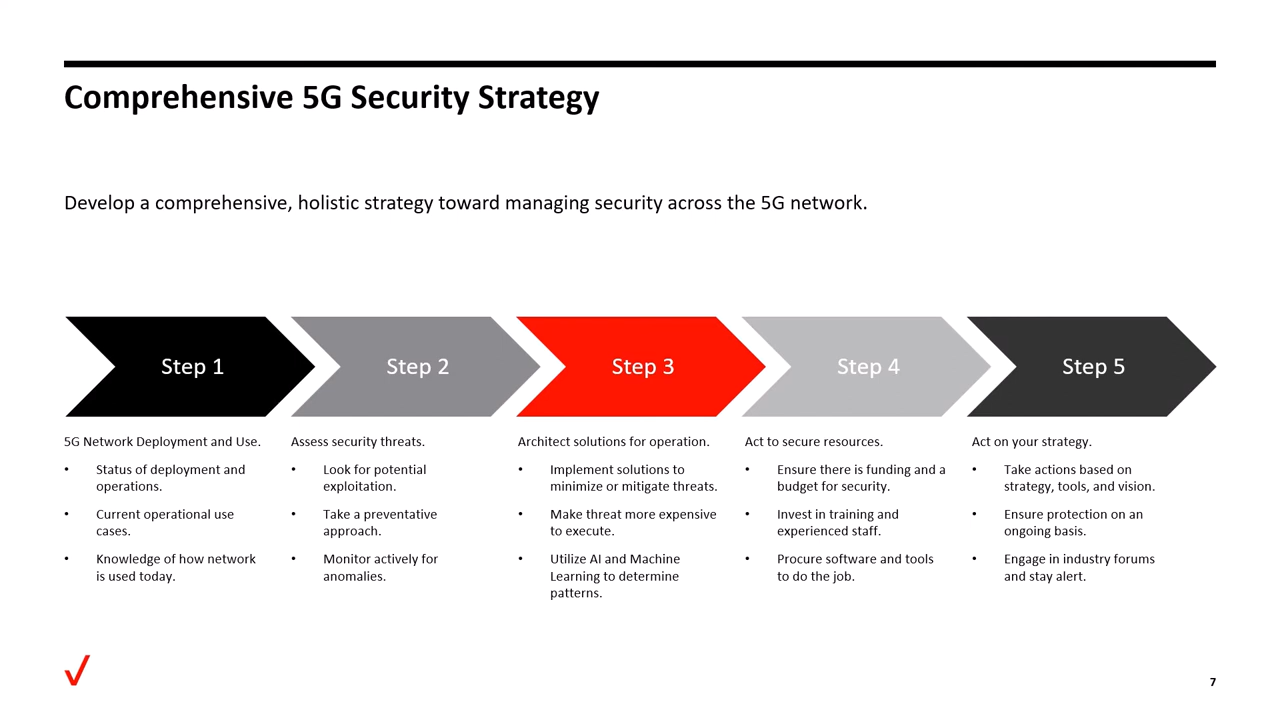 Comprehensive 5G Security Strategy
Develop a comprehensive, holistic strategy toward managing security across the 5G network.
Step 1
Step 2
Step 3
Step 4
Step 5
5G Network Deployment and Use.
• Status of deployment and
operations.
• Current operational use
cases.
• Knowledge of how network
is used today.
Assess security threats.
• Look for potential
exploitation.
• Take a preventative
approach.
• Monitor actively for
anomalies.
Architect solutions for operation.
• Implement solutions to
minimize or mitigate threats.
• Make threat more expensive
to execute.
• Utilize AI and Machine
Learning to determine
patterns.
Act to secure resources.
• Ensure there is funding and a
budget for security.
• Invest in training and
experienced staff.
• Procure software and tools
to do the job.
Act on your strategy.
• Take actions based on
strategy, tools, and vision.
• Ensure protection on an
ongoing basis.
• Engage in industry forums
and stay alert.
7